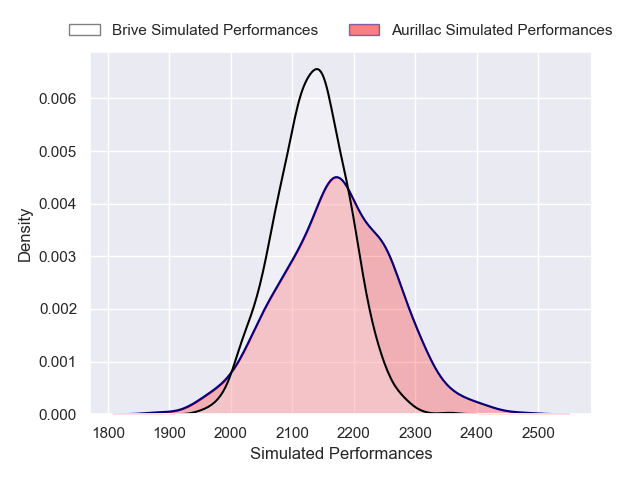 Brive Simulated Performances
Aurillac Simulated Performances
Density
0.006
0.005
0.004
0.003
0.002
0.001
0.000
1800 1900 2000 2100 2200 2300 2400 2500
Simulated Performances